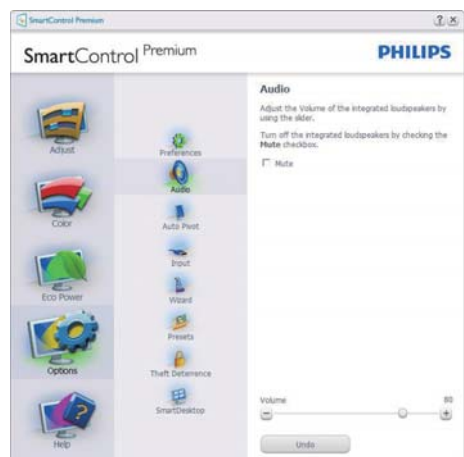 SmartControl Premium
SmartControl Premium
PHILIPS
Adjust
Color
Eco Power
Options
Help
Preferences
Audio
Auto Pivot
Input
Wizard
Presets
Theft Deterrence
SmartDesktop
Audio
Adjust the Volume of the integrated loudspeakers by
using the slider.
Turn off the integrated loudspeakers by checking the
Mute checkbox.
Mute
Volume 80
Undo